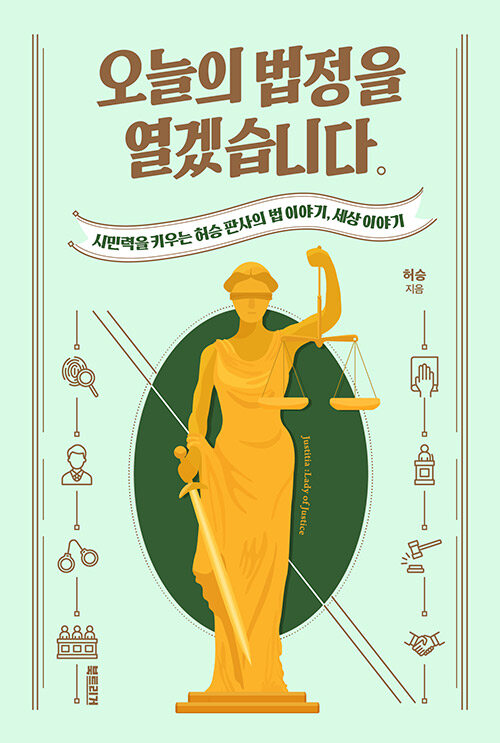 오늘의 법정을
열겠습니다.
시민력을 키우는 허승 판사의 법 이야기, 세상 이야기
허승
지음
Justitia : Lady of Justice
북트리거